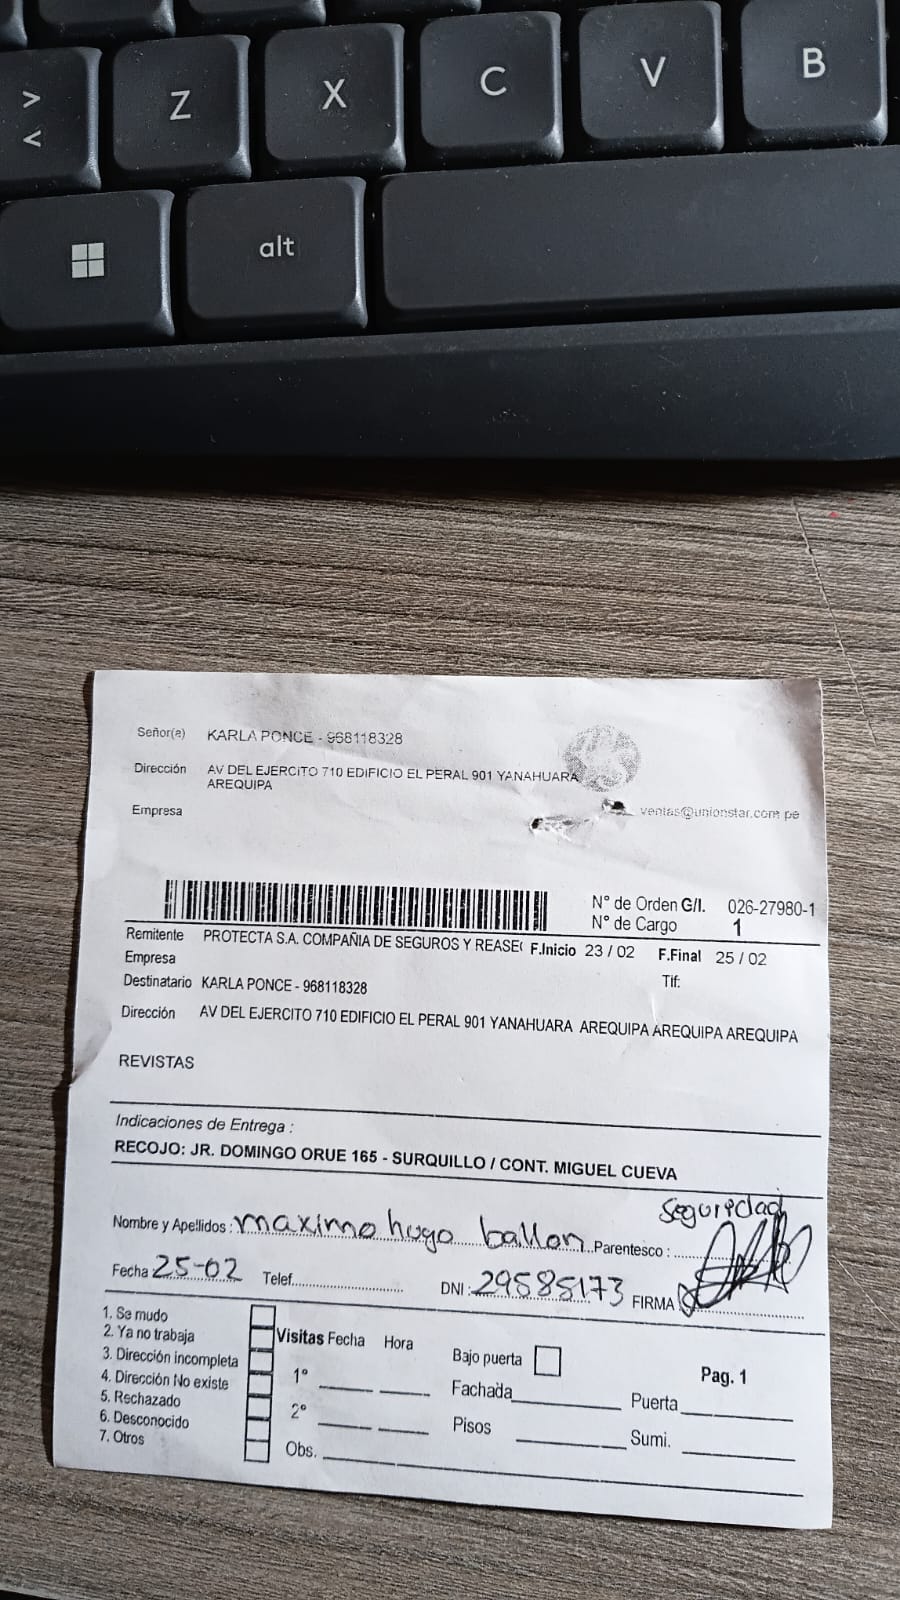 >
<
Z
X
C
V
B
alt
Señor(a) KARLA PONCE - 968118328
Dirección AV DEL EJERCITO 710 EDIFICIO EL PERAL 901 YANAHUARA
AREQUIPA
Empresa
ventas@unionstar.com pe
N° de Orden G/I. 026-27980-1
N° de Cargo 1
Remitente PROTECTA S.A. COMPAÑIA DE SEGUROS Y REASE( F.Inicio 23 / 02 F.Final 25 / 02
Empresa Tif:
Destinatario KARLA PONCE - 968118328
Dirección AV DEL EJERCITO 710 EDIFICIO EL PERAL 901 YANAHUARA AREQUIPA AREQUIPA AREQUIPA
REVISTAS
Indicaciones de Entrega :
RECOJO: JR. DOMINGO ORUE 165 - SURQUILLO / CONT. MIGUEL CUEVA
Nombre y Apellidos : maximo hugo ballon Parentesco : seguredad
Fecha 25-02 Telef. DNI : 29585173 FIRMA
1. Se mudo
2. Ya no trabaja
3. Dirección incompleta
4. Dirección No existe
5. Rechazado
6. Desconocido
7. Otros
Visitas Fecha Hora
1°
2°
Obs.
Bajo puerta
Fachada
Pisos
Pag. 1
Puerta
Sumi.